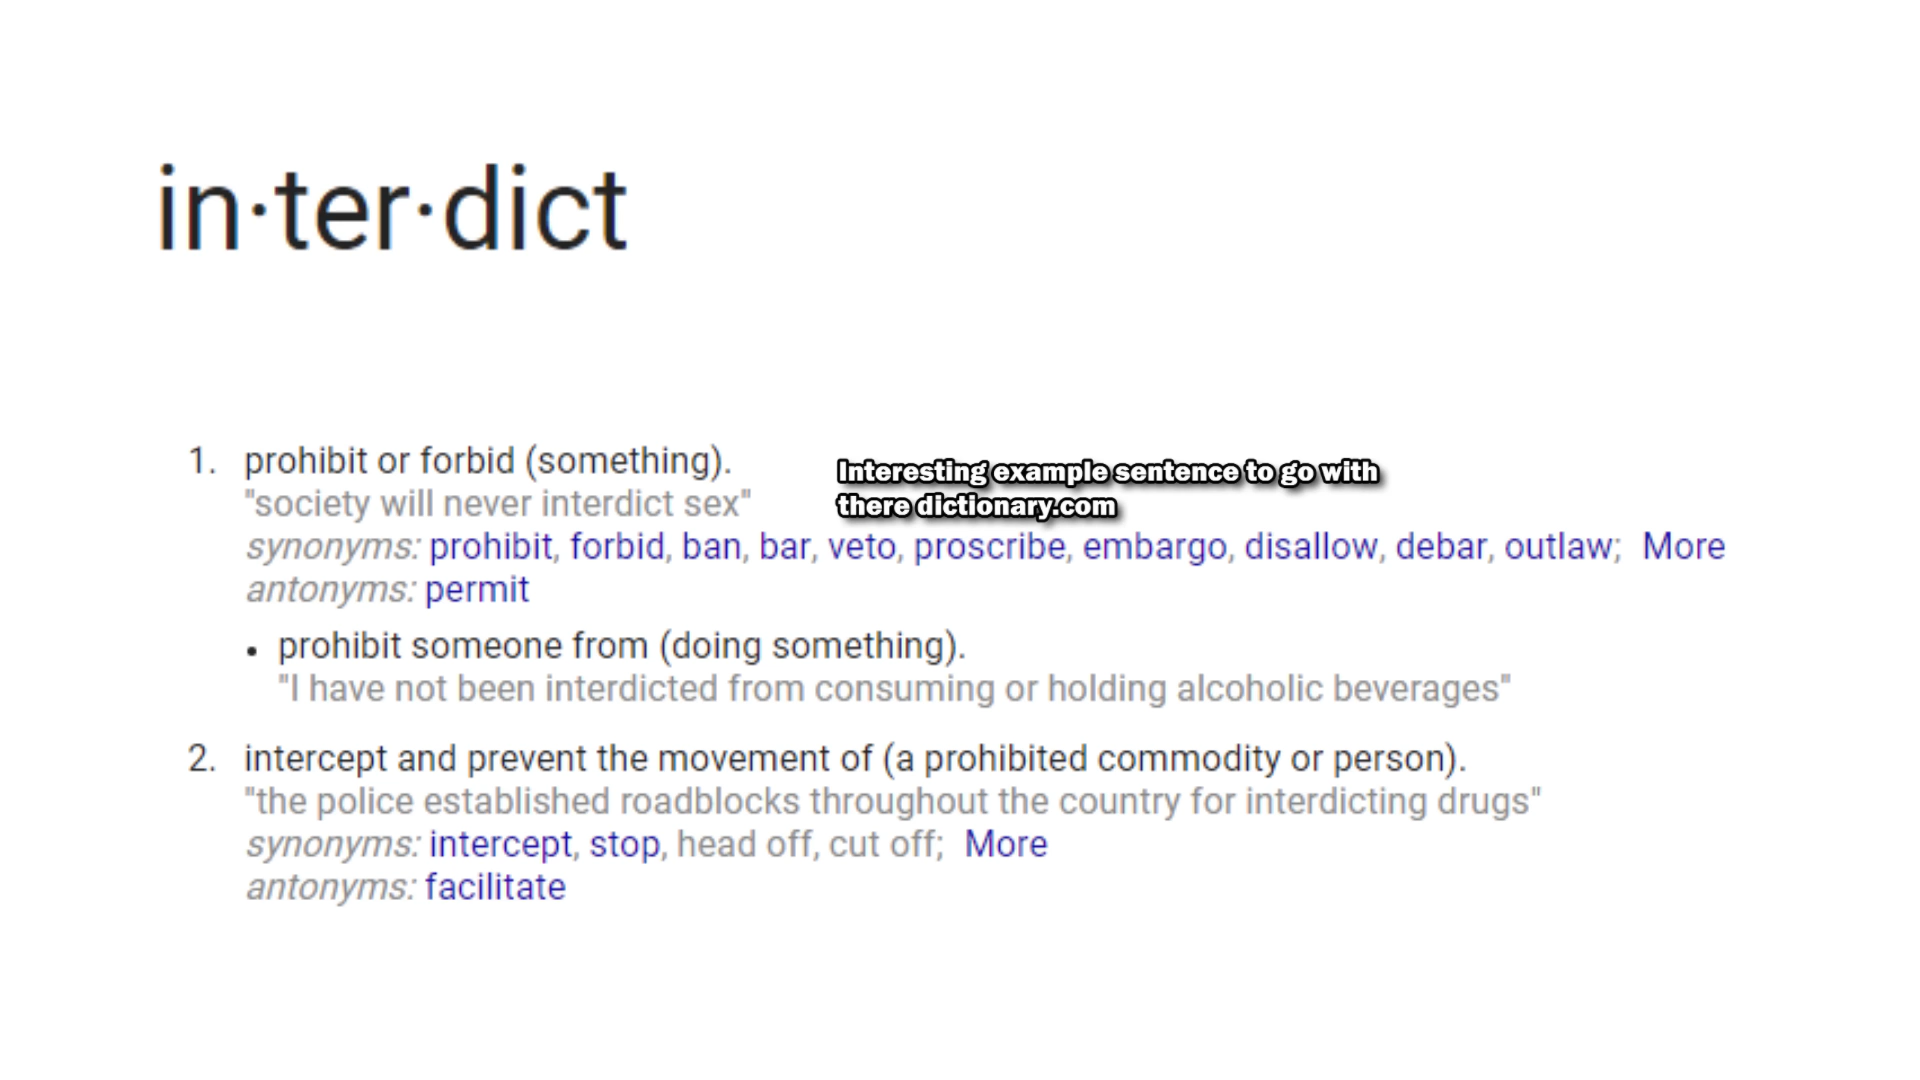 in·ter·dict
1. prohibit or forbid (something).
"society will never interdict sex"
Interesting example sentence to go with
there dictionary.com
synonyms: prohibit, forbid, ban, bar, veto, proscribe, embargo, disallow, debar, outlaw; More
antonyms: permit
• prohibit someone from (doing something).
"I have not been interdicted from consuming or holding alcoholic beverages"
2. intercept and prevent the movement of (a prohibited commodity or person).
"the police established roadblocks throughout the country for interdicting drugs"
synonyms: intercept, stop, head off, cut off; More
antonyms: facilitate